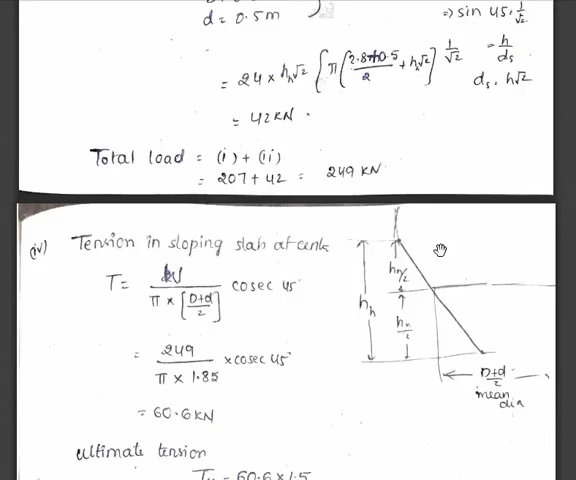 d = 0.5m
⇒ sin 45 = 1/√2
= 24 × hₕ√2 [π (2.8+0.5/2 + hₕ√2] 1/√2
= h/ds
ds = h√2
= 42 KN.
Total load = (i) + (ii)
= 207 + 42 = 249 KN
(iv) Tension in sloping slab at centre
T = W / π × [D+d/2] cosec 45°
= 249 / π × 1.85 × cosec 45°
= 60.6 KN
hₕ
hₕ/2
hₕ/2
D+d/2
mean
dia
Ultimate tension
Tu = 60.6 × 1.5